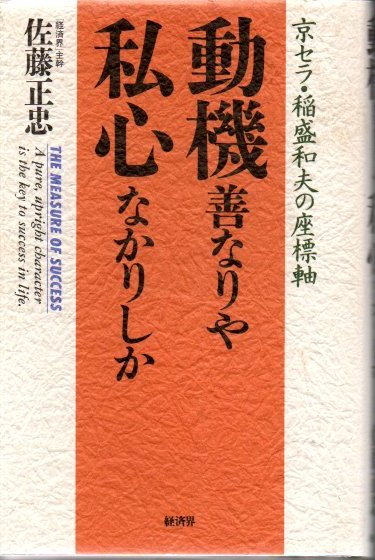 京セラ・稲盛和夫の座標軸
動機善なりや
私心なかりしか
「経済界」主幹
佐藤正忠
THE MEASURE OF SUCCESS
A pure, upright character
is the key to success in life.
経済界